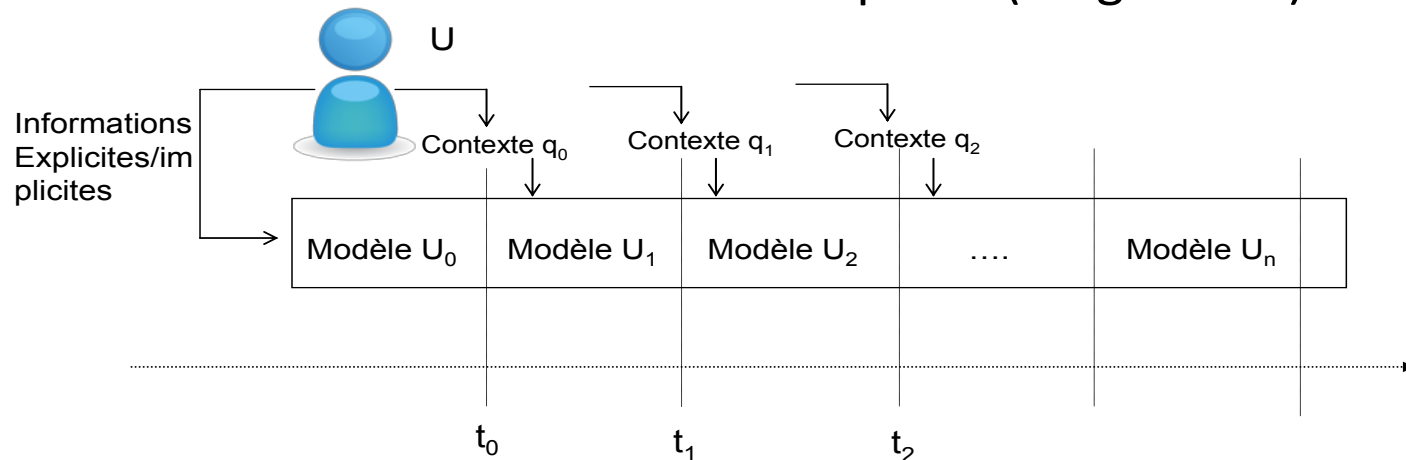 U
Informations
Explicites/im
plicites
Contexte q₀
Contexte q₁
Contexte q₂
Modèle U₀
Modèle U₁
Modèle U₂
....
Modèle Uₙ
t₀
t₁
t₂